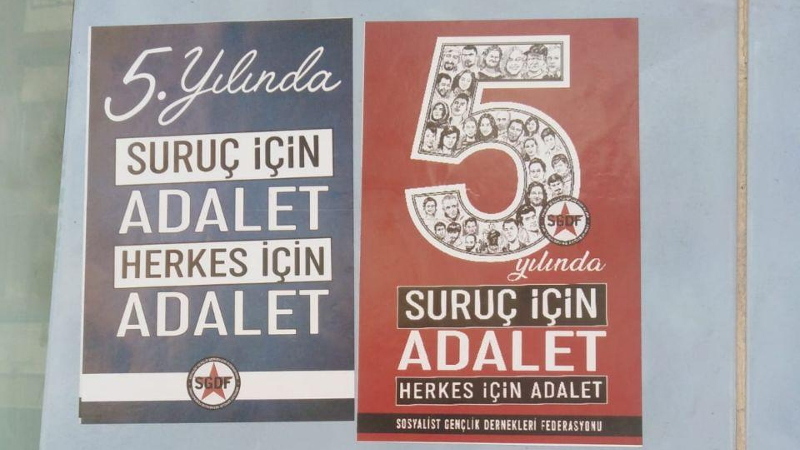 5. Yılında
SURUÇ İÇİN
ADALET
HERKES İÇİN
ADALET
SGDF
5
SGDF
yılında
SURUÇ İÇİN
ADALET
HERKES İÇİN ADALET
SOSYALİST GENÇLİK DERNEKLERİ FEDERASYONU